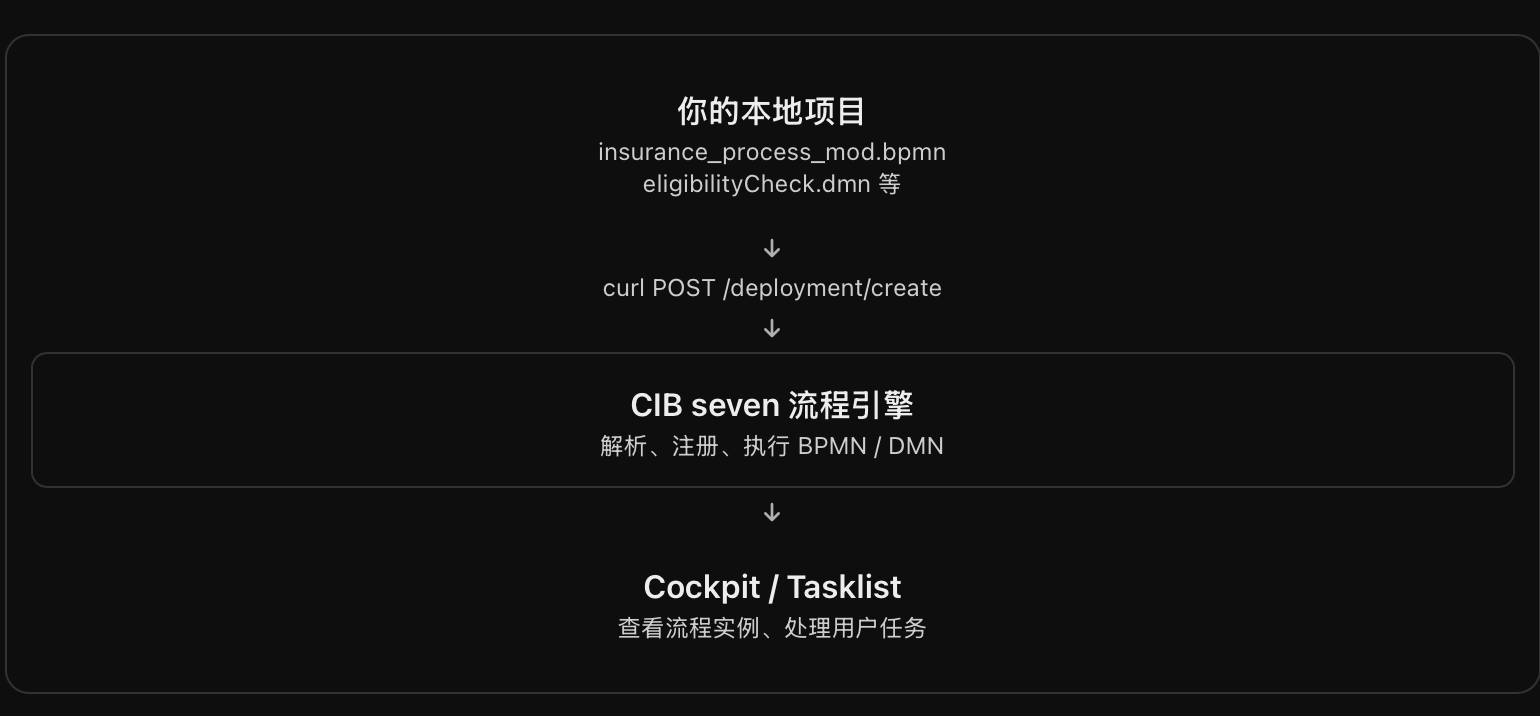 你的本地项目
insurance_process_mod.bpmn
eligibilityCheck.dmn 等
↓
curl POST /deployment/create
↓
CIB seven 流程引擎
解析、注册、执行 BPMN / DMN
↓
Cockpit / Tasklist
查看流程实例、处理用户任务